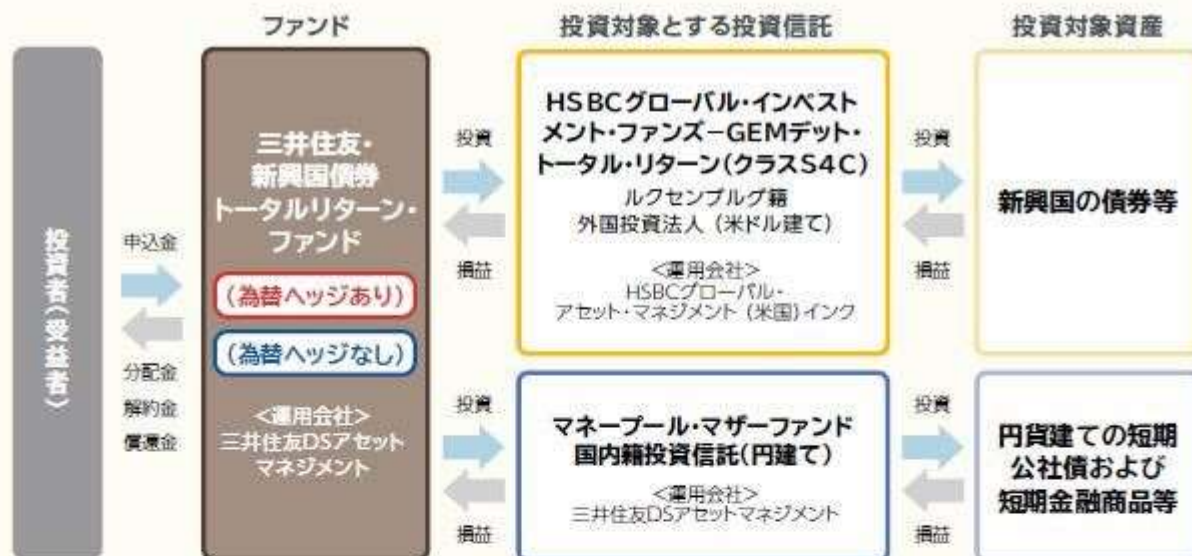 ファンド
投資対象とする投資信託
投資対象資産
投資者(受益者)
申込金
分配金
解約金
償還金
三井住友・
新興国債券
トータルリターン・
ファンド
(為替ヘッジあり)
(為替ヘッジなし)
<運用会社>
三井住友DSアセット
マネジメント
投資
損益
HSBCグローバル・インベスト
メント・ファンズ-GEMデット・
トータル・リターン(クラスS4C)
ルクセンブルグ籍
外国投資法人(米ドル建て)
<運用会社>
HSBCグローバル・
アセット・マネジメント(米国)インク
投資
損益
新興国の債券等
投資
損益
マネープール・マザーファンド
国内籍投資信託(円建て)
<運用会社>
三井住友DSアセットマネジメント
投資
損益
円貨建ての短期
公社債および
短期金融商品等